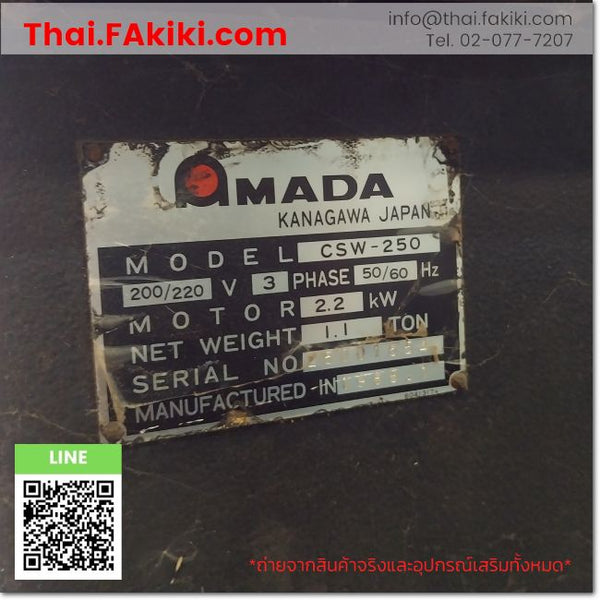 Thai.FAkiki.com
info@thai.fakiki.com
Tel. 02-077-7207
AMADA
KANAGAWA JAPAN
MODEL CSW-250
200/220 V 3 PHASE 50/60 Hz
MOTOR 2.2 kW
NET WEIGHT 1.1 TON
SERIAL NO
MANUFACTURED IN
LINE
*ถ่ายจากสินค้าจริงและอุปกรณ์เสริมทั้งหมด*